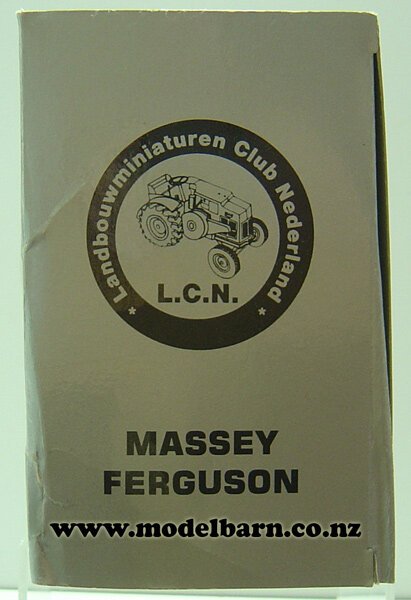 * Landbouwminiaturen Club Nederland *
L.C.N.
MASSEY
FERGUSON
www.modelbarn.co.nz